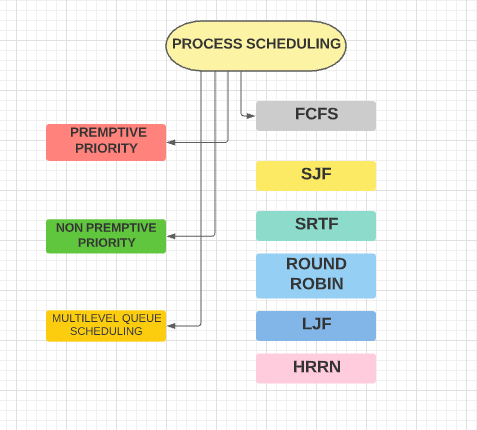 PROCESS SCHEDULING
FCFS
PREMPTIVE
PRIORITY
SJF
NON PREMPTIVE
PRIORITY
SRTF
ROUND
ROBIN
MULTILEVEL QUEUE
SCHEDULING
LJF
HRRN